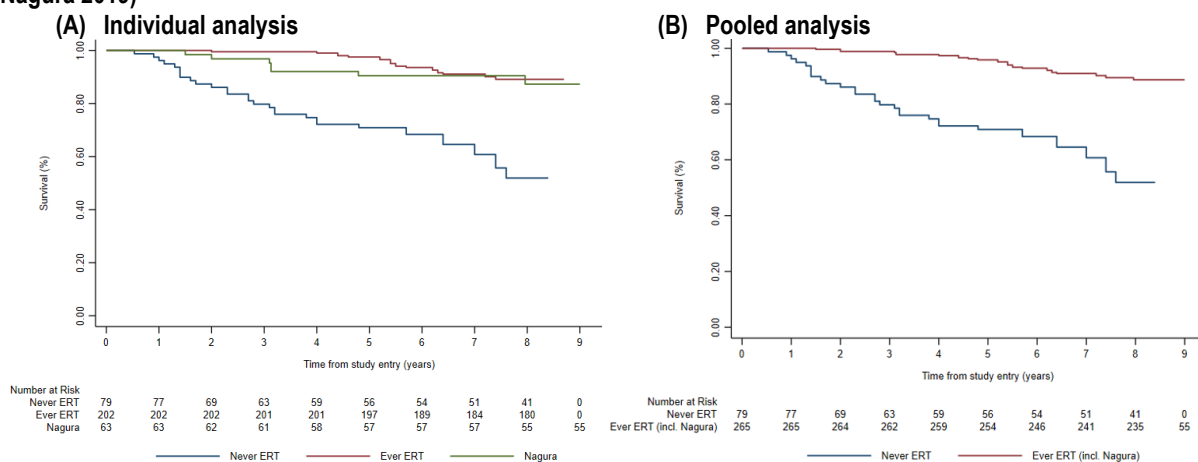 Nagura 2019)
(A) Individual analysis
(B) Pooled analysis
Survival (%)
1.00
0.80
0.60
0.40
0.20
0.00
0 1 2 3 4 5 6 7 8 9
Time from study entry (years)
Number at Risk
Never ERT 79 77 69 63 59 56 54 51 41 0
Ever ERT 202 202 202 201 201 197 189 184 180 0
Nagura 63 63 62 61 58 57 57 57 55 55
Never ERT Ever ERT Nagura
Survival (%)
1.00
0.80
0.60
0.40
0.20
0.00
0 1 2 3 4 5 6 7 8 9
Time from study entry (years)
Number at Risk
Never ERT 79 77 69 63 59 56 54 51 41 0
Ever ERT (incl. Nagura) 265 265 264 262 259 254 246 241 235 55
Never ERT Ever ERT (incl. Nagura)